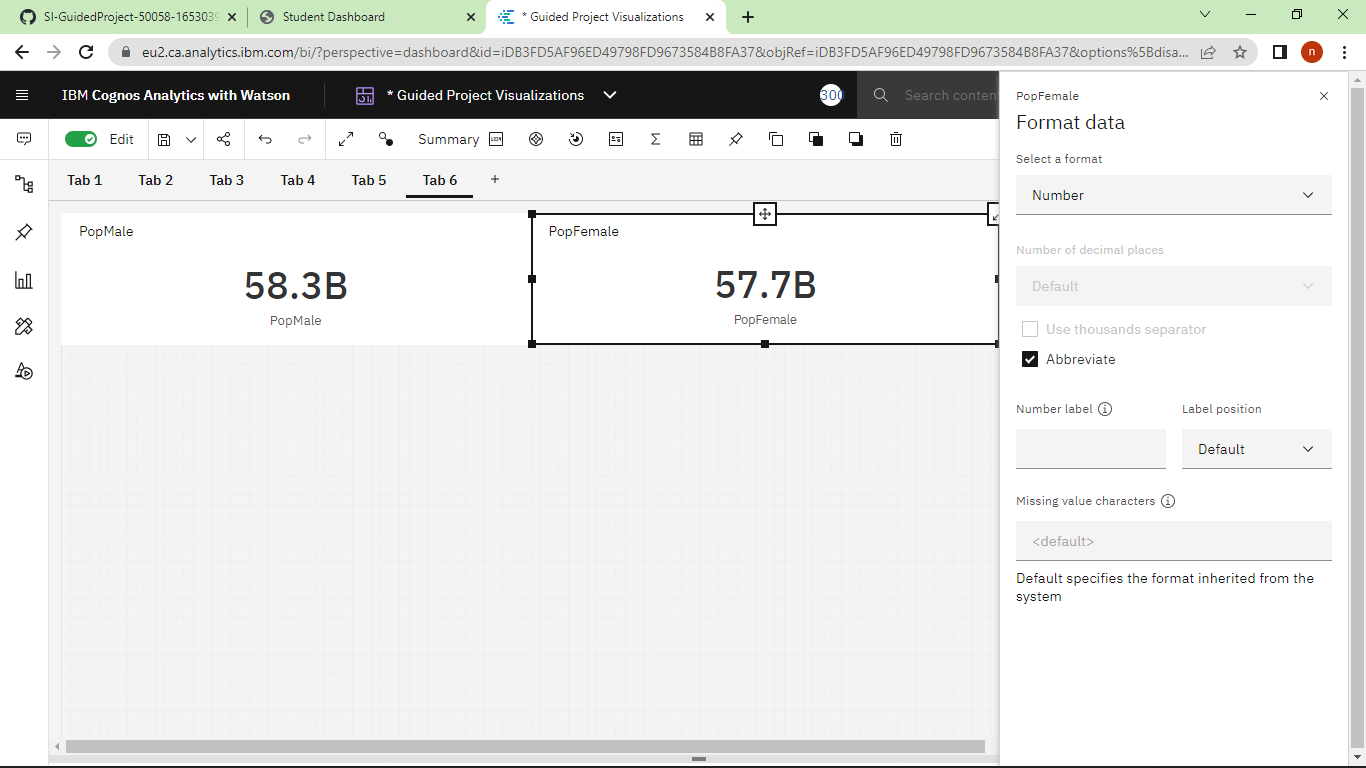 SI-GuidedProject-50058-1653039
Student Dashboard
* Guided Project Visualizations
eu2.ca.analytics.ibm.com/bi/?perspective=dashboard&id=iDB3FD5AF96ED49798FD9673584B8FA37&objRef=iDB3FD5AF96ED49798FD9673584B8FA37&options%5Bdisa...
n
IBM Cognos Analytics with Watson
* Guided Project Visualizations
300
Search conten
PopFemale
Format data
Edit
Summary
Select a format
Number
Tab 1
Tab 2
Tab 3
Tab 4
Tab 5
Tab 6
PopMale
58.3B
PopMale
PopFemale
57.7B
PopFemale
Number of decimal places
Default
Use thousands separator
Abbreviate
Number label
Label position
Default
Missing value characters
<default>
Default specifies the format inherited from the
system